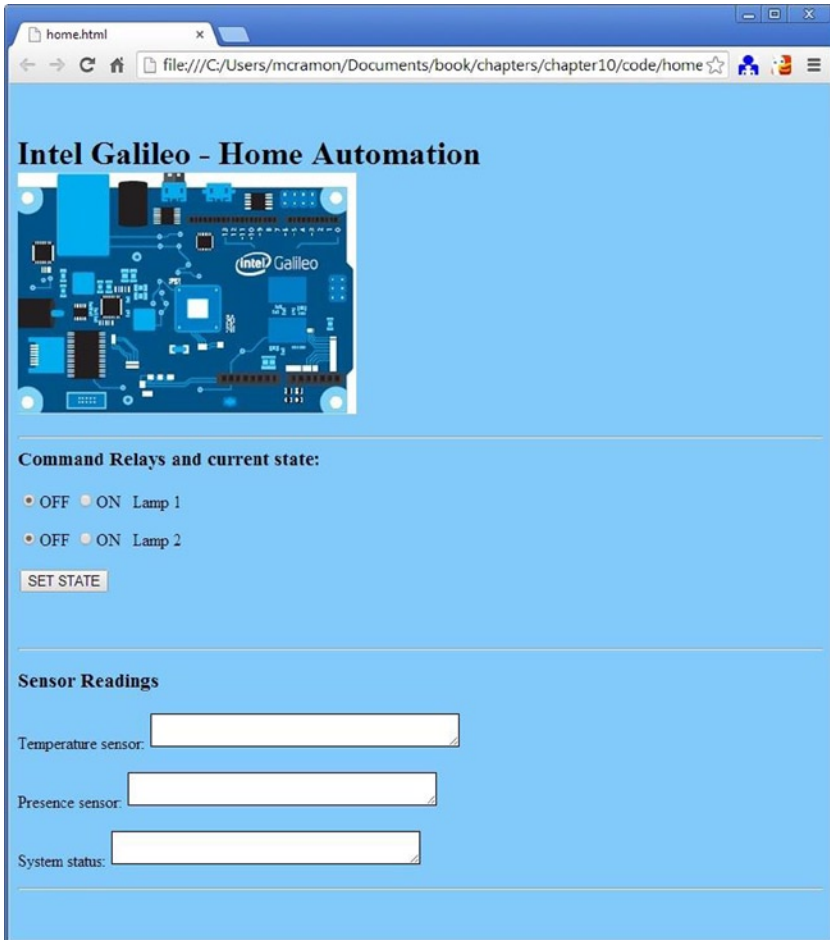 home.html
file:///C:/Users/mcramon/Documents/book/chapters/chapter10/code/home
Intel Galileo - Home Automation
intel Galileo
Command Relays and current state:
OFF ON Lamp 1
OFF ON Lamp 2
SET STATE
Sensor Readings
Temperature sensor:
Presence sensor:
System status: